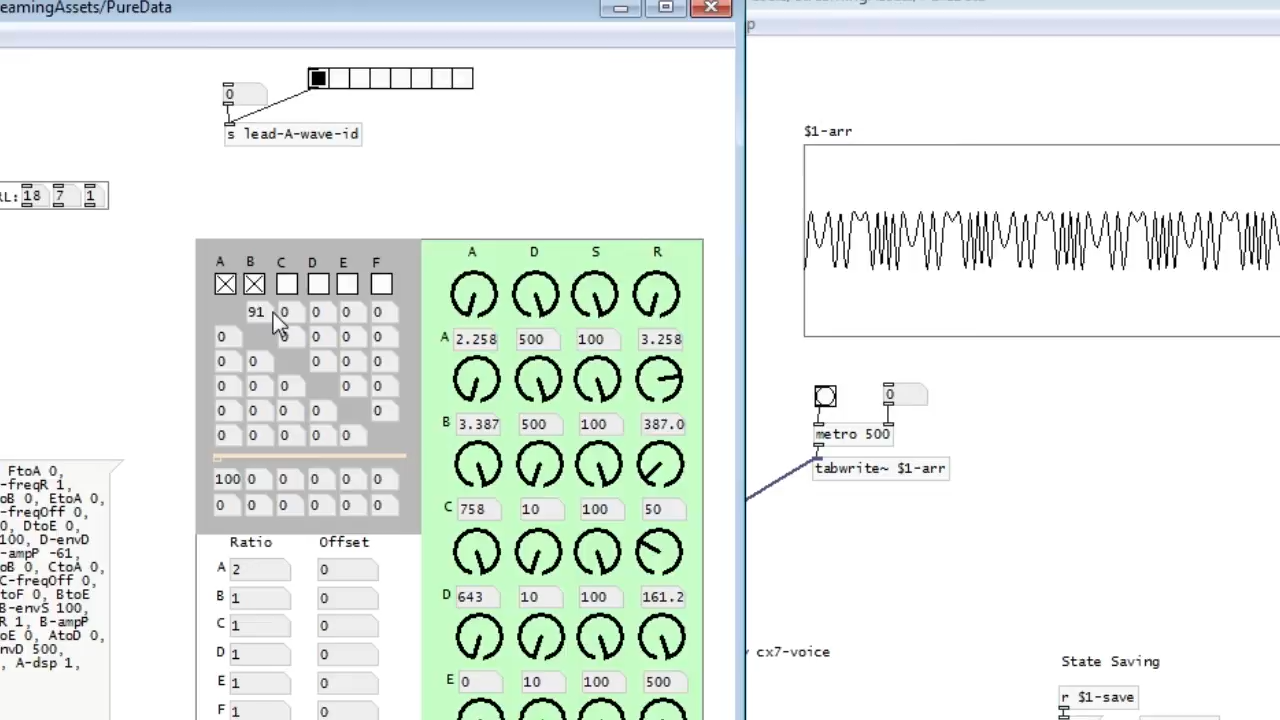 eamingAssets/PureData
p
0
s lead-A-wave-id
RL: 18 7 1
$1-arr
A B C D E F
91 0 0 0 0
0 0 0 0 0
0 0 0 0 0
0 0 0 0 0
0 0 0 0 0
0 0 0 0 0
100 0 0 0 0 0
0 0 0 0 0 0
A D S R
A 2.258 500 100 3.258
B 3.387 500 100 387.0
C 758 10 100 50
D 643 10 100 161.2
E 0 10 100 500
Ratio Offset
A 2 0
B 1 0
C 1 0
D 1 0
E 1 0
F 1 0
FtoA 0,
-freqR 1,
oB 0, EtoA 0,
-freqOff 0,
0, DtoE 0,
100, D-envD
-ampP -61,
oB 0, CtoA 0,
C-freqOff 0,
toF 0, BtoE
B-envS 100,
R 1, B-ampP
oE 0, AtoD 0,
nvD 500,
, A-dsp 1,
0
metro 500
tabwrite~ $1-arr
cx7-voice
State Saving
r $1-save